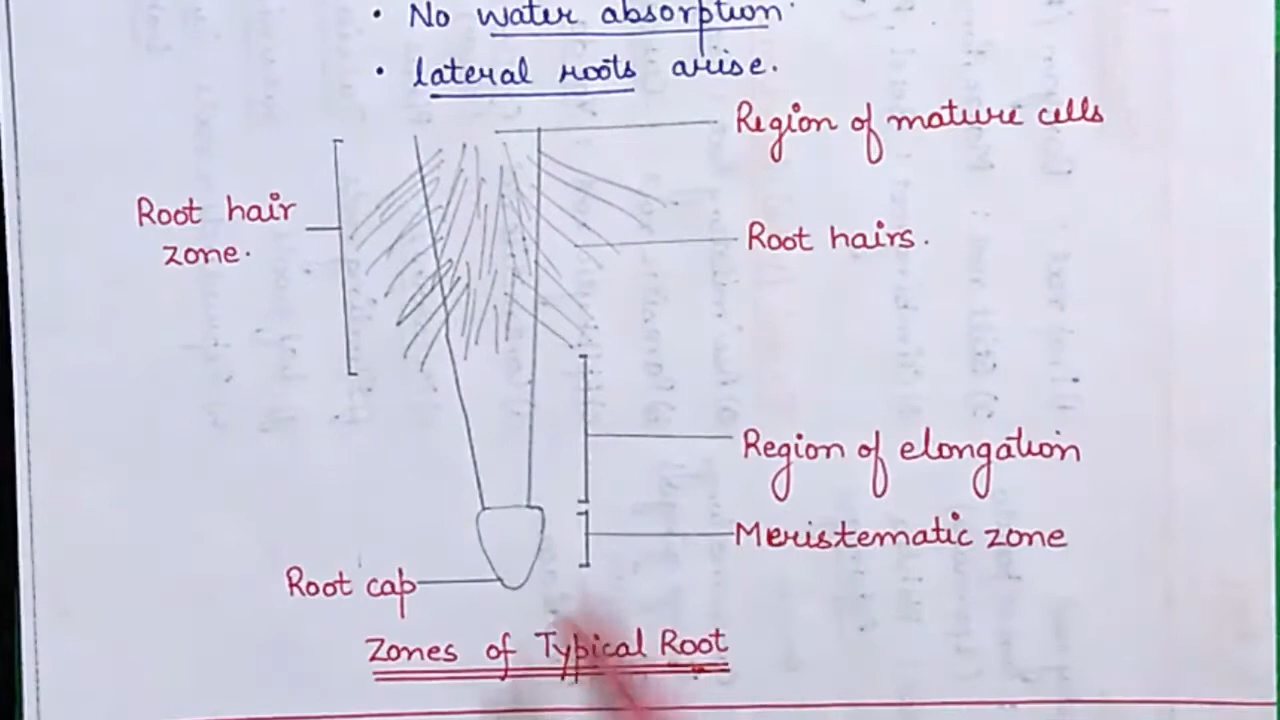 • No water absorption.
• lateral roots arise.
Region of mature cells
Root hair
zone.
Root hairs.
Region of elongation
Meristematic zone
Root cap
Zones of Typical Root